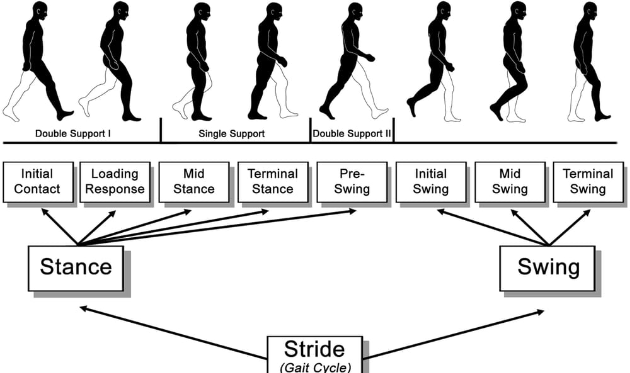 Double Support I
Single Support
Double Support II
Initial
Contact
Loading
Response
Mid
Stance
Terminal
Stance
Pre-
Swing
Initial
Swing
Mid
Swing
Terminal
Swing
Stance
Swing
Stride
(Gait Cycle)